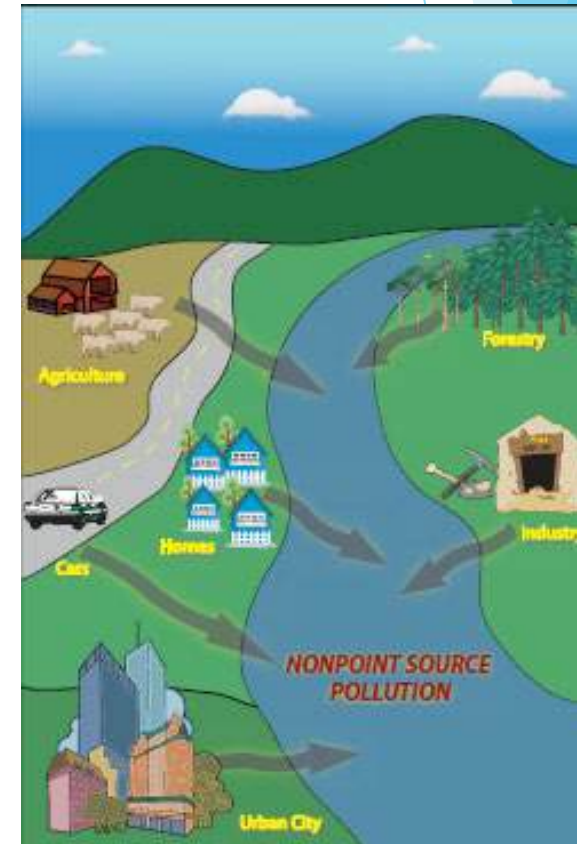 Forestry
Agriculture
Industry
Homes
Cars
NONPOINT SOURCE
POLLUTION
Urban City